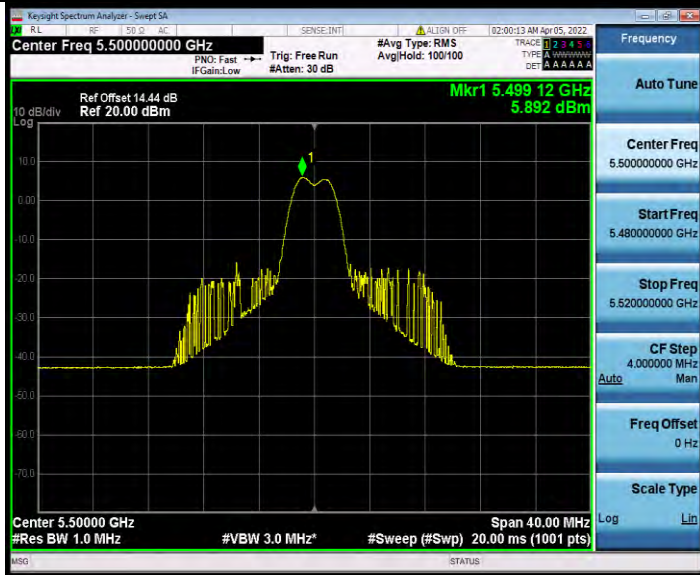 Keysight Spectrum Analyzer - Swept SA
RL RF 50 Ω AC SENSE:INT ALIGN OFF 02:00:13 AM Apr 05, 2022
Center Freq 5.500000000 GHz
#Avg Type: RMS
TRACE 1 2 3 4 5 6
PNO: Fast
Trig: Free Run
Avg|Hold: 100/100
TYPE A WWWWW
IFGain:Low
#Atten: 30 dB
DET A A A A A A
Mkr1 5.499 12 GHz
5.892 dBm
Ref Offset 14.44 dB
10 dB/div Ref 20.00 dBm
Log
1
10.0
0.00
-10.0
-20.0
-30.0
-40.0
-50.0
-60.0
-70.0
Center 5.50000 GHz
Span 40.00 MHz
#Res BW 1.0 MHz
#VBW 3.0 MHz*
#Sweep (#Swp) 20.00 ms (1001 pts)
MSG
STATUS
Frequency
Auto Tune
Center Freq
5.500000000 GHz
Start Freq
5.480000000 GHz
Stop Freq
5.520000000 GHz
CF Step
4.000000 MHz
Auto Man
Freq Offset
0 Hz
Scale Type
Log Lin